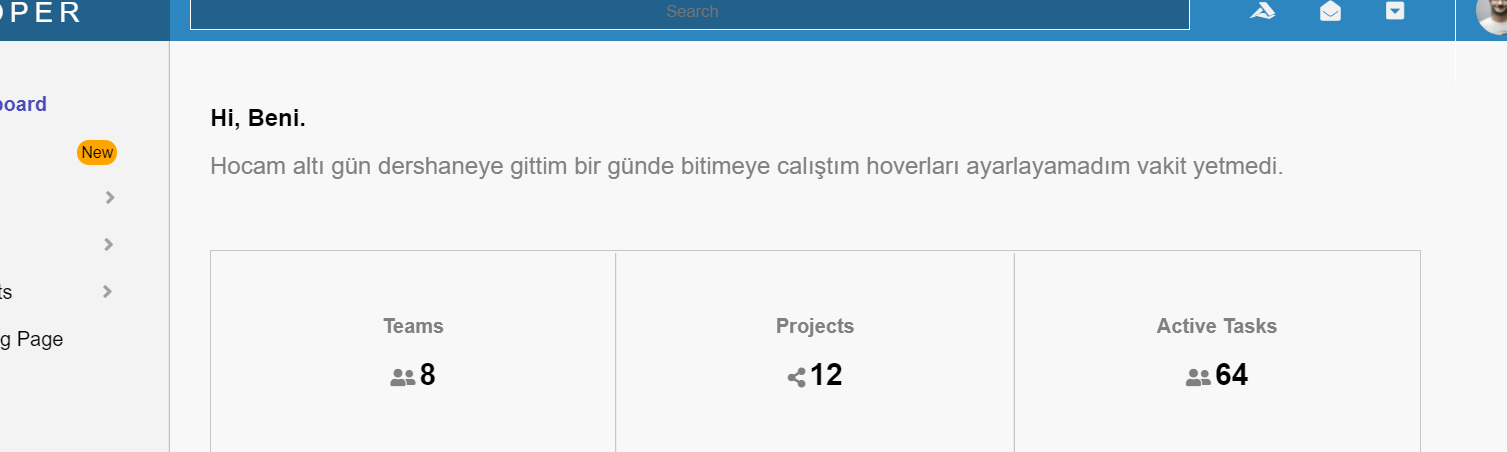 OPER
Search
board
Hi, Beni.
New
Hocam altı gün dershaneye gittim bir günde bitimeye calıştım hoverları ayarlayamadım vakit yetmedi.
ts
g Page
Teams
Projects
Active Tasks
8
12
64